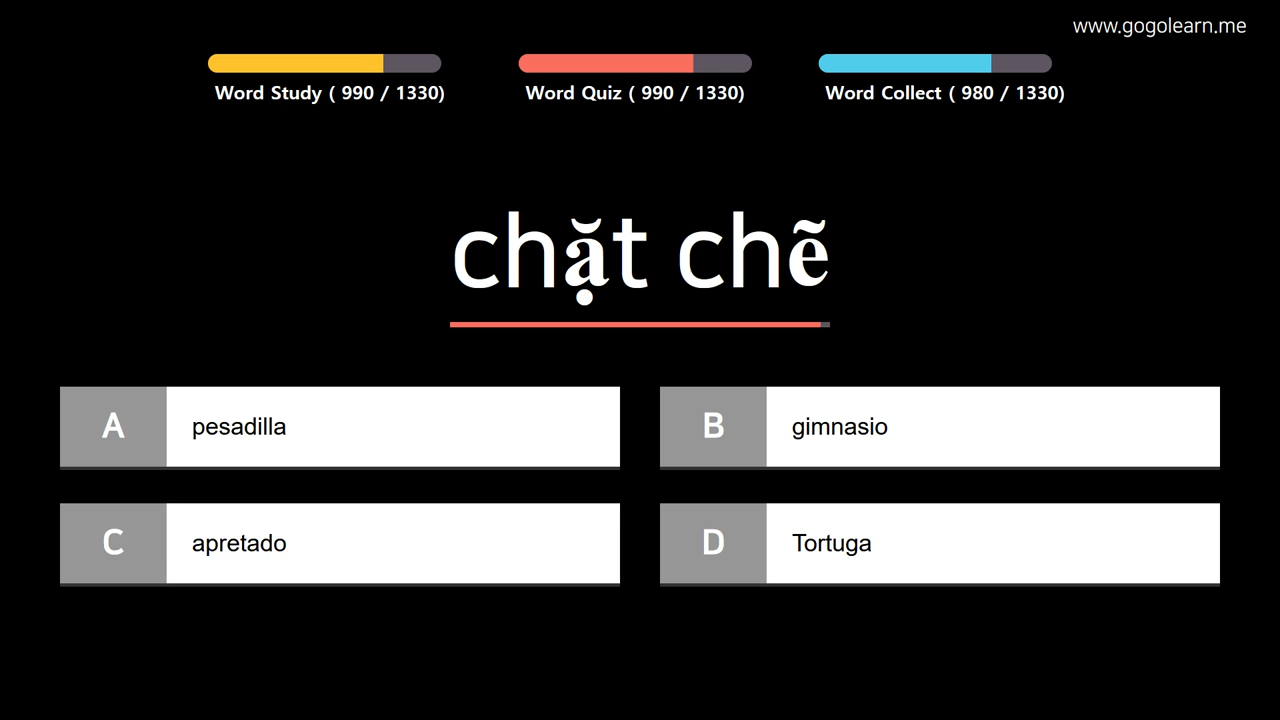 www.gogolearn.me
Word Study ( 990 / 1330)
Word Quiz ( 990 / 1330)
Word Collect ( 980 / 1330)
chặt chẽ
A
pesadilla
B
gimnasio
C
apretado
D
Tortuga